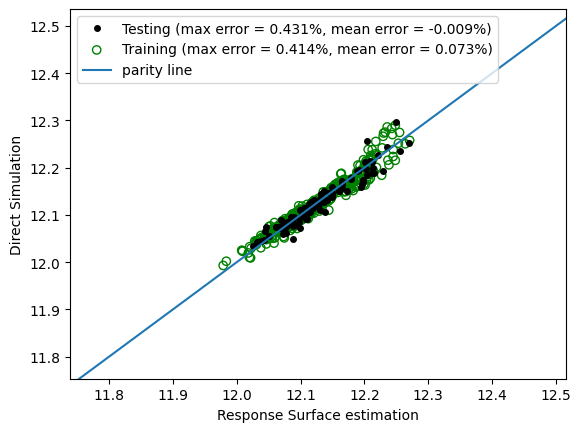 12.5
12.4
12.3
12.2
12.1
12.0
11.9
11.8
Direct Simulation
Testing (max error = 0.431%, mean error = -0.009%)
Training (max error = 0.414%, mean error = 0.073%)
parity line
11.8 11.9 12.0 12.1 12.2 12.3 12.4 12.5
Response Surface estimation